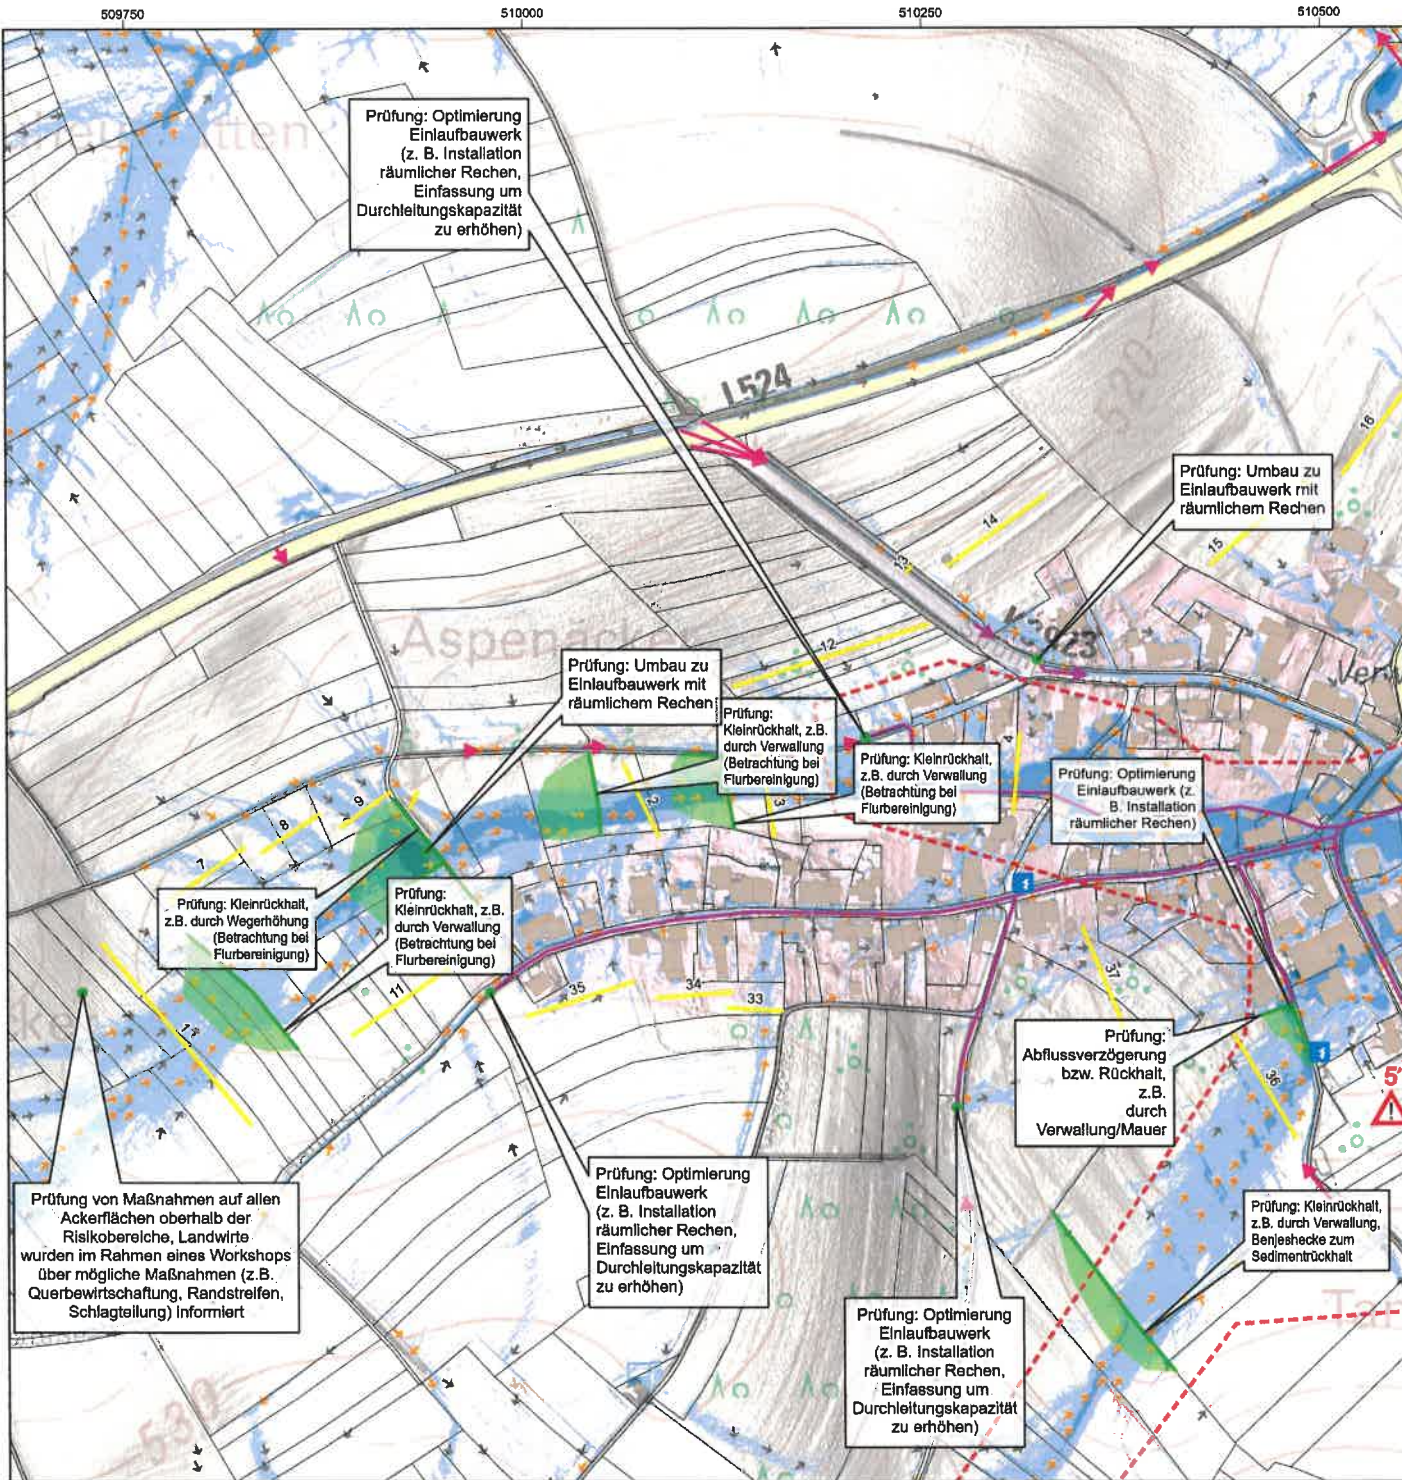 509750
510000
510250
510500
Prüfung: Optimierung
Einlaufbauwerk
(z. B. Installation
räumlicher Rechen,
Einfassung um
Durchleitungskapazität
zu erhöhen)
L524
220
16
Prüfung: Umbau zu
Einlaufbauwerk mit
räumlichem Rechen
14
15
13
Aspenäcker
12
Prüfung: Umbau zu
Einlaufbauwerk mit
räumlichem Rechen
Prüfung:
Kleinrückhalt, z.B.
durch Verwallung
(Betrachtung bei
Flurbereinigung)
Prüfung: Kleinrückhalt,
z.B. durch Verwallung
(Betrachtung bei
Flurbereinigung)
4
Prüfung: Optimierung
Einlaufbauwerk (z.
B. Installation
räumlicher Rechen)
2
3
9
8
7
Prüfung: Kleinrückhalt,
z.B. durch Wegerhöhung
(Betrachtung bei
Flurbereinigung)
Prüfung:
Kleinrückhalt, z.B.
durch Verwallung
(Betrachtung bei
Flurbereinigung)
11
35
34
33
37
36
Prüfung:
Abflussverzögerung
bzw. Rückhalt,
z.B.
durch
Verwallung/Mauer
Prüfung von Maßnahmen auf allen
Ackerflächen oberhalb der
Risikobereiche, Landwirte
wurden im Rahmen eines Workshops
über mögliche Maßnahmen (z.B.
Querbewirtschaftung, Randstreifen,
Schlagteilung) informiert
Prüfung: Optimierung
Einlaufbauwerk
(z. B. Installation
räumlicher Rechen,
Einfassung um
Durchleitungskapazität
zu erhöhen)
Prüfung: Kleinrückhalt,
z.B. durch Verwallung,
Benjeshecke zum
Sedimentrückhalt
Prüfung: Optimierung
Einlaufbauwerk
(z. B. Installation
räumlicher Rechen,
Einfassung um
Durchleitungskapazität
zu erhöhen)
530